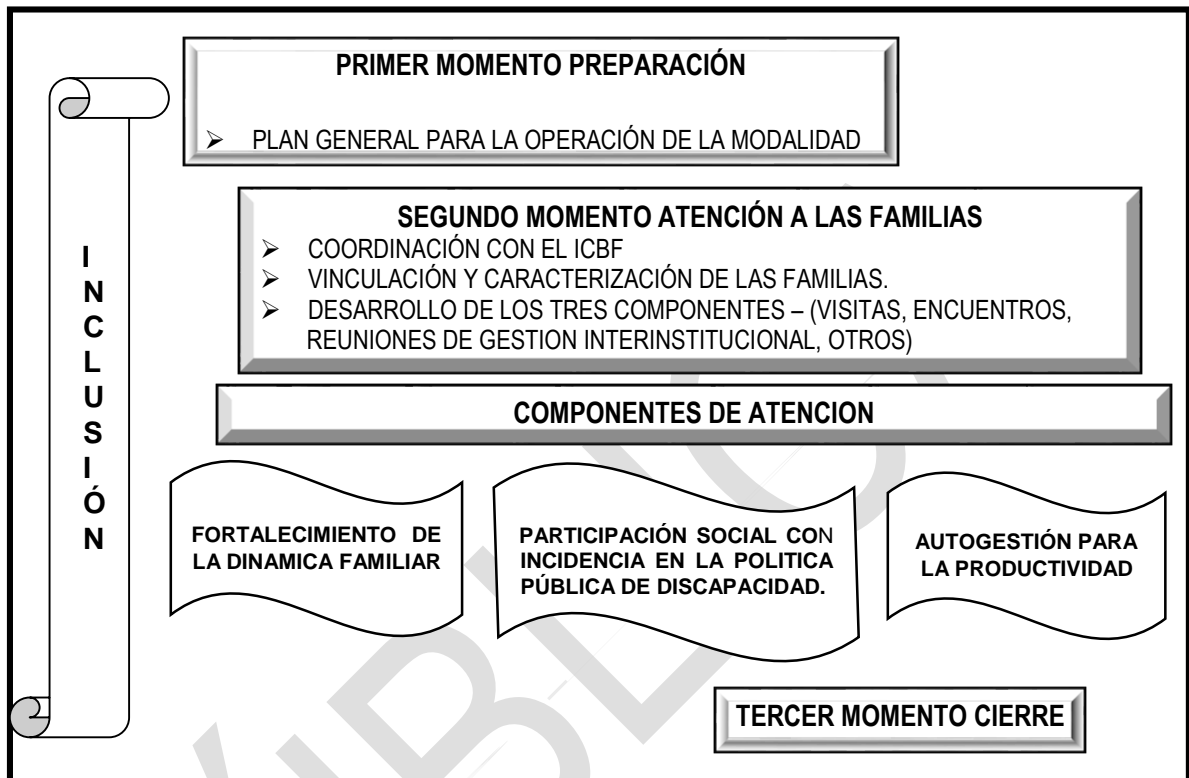 PRIMER MOMENTO PREPARACIÓN
➢ PLAN GENERAL PARA LA OPERACIÓN DE LA MODALIDAD
INCLUSIÓN
SEGUNDO MOMENTO ATENCIÓN A LAS FAMILIAS
➢ COORDINACIÓN CON EL ICBF
➢ VINCULACIÓN Y CARACTERIZACIÓN DE LAS FAMILIAS.
➢ DESARROLLO DE LOS TRES COMPONENTES – (VISITAS, ENCUENTROS,
REUNIONES DE GESTION INTERINSTITUCIONAL, OTROS)
COMPONENTES DE ATENCION
FORTALECIMIENTO DE
LA DINAMICA FAMILIAR
PARTICIPACIÓN SOCIAL CON
INCIDENCIA EN LA POLITICA
PÚBLICA DE DISCAPACIDAD.
AUTOGESTIÓN PARA
LA PRODUCTIVIDAD
TERCER MOMENTO CIERRE